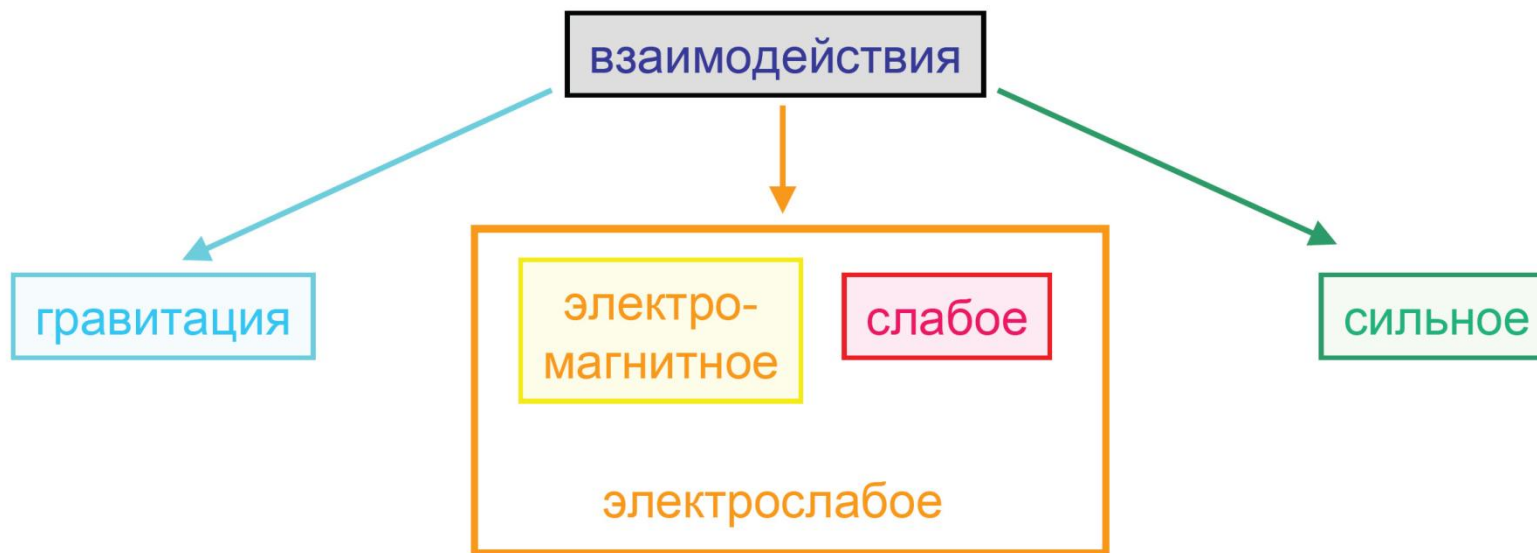 взаимодействия
гравитация
электро-
магнитное
слабое
сильное
электрослабое